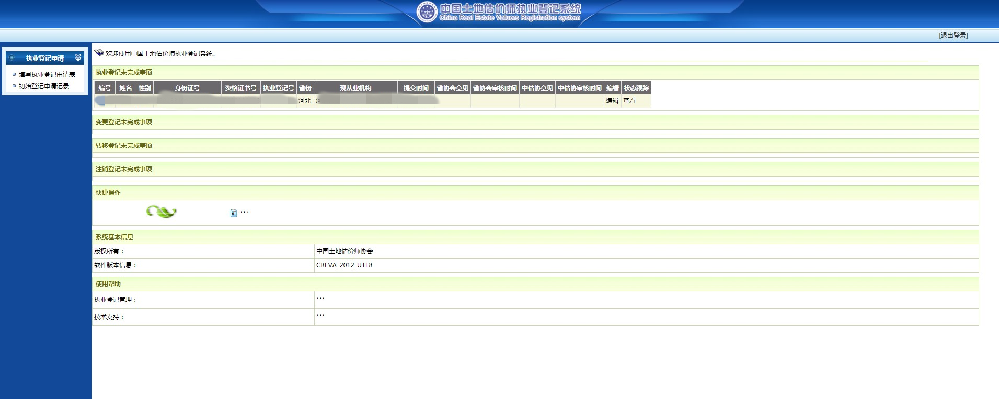 中国土地估价师执业登记系统
China Real Estate Valuers Registration system
[退出登录]
执业登记申请
填写执业登记申请表
初始登记申请记录
欢迎使用中国土地估价师执业登记系统。
执业登记未完成事项
编号 姓名 性别 身份证号 资格证书号 执业登记号 省份 现从业机构 提交时间 省协会意见 省协会审核时间 中估协意见 中估协审核时间 编辑 状态跟踪
河北 编辑 查看
变更登记未完成事项
转移登记未完成事项
注销登记未完成事项
快捷操作
***
系统基本信息
版权所有： 中国土地估价师协会
软件版本信息： CREVA_2012_UTF8
使用帮助
执业登记管理： ***
技术支持： ***